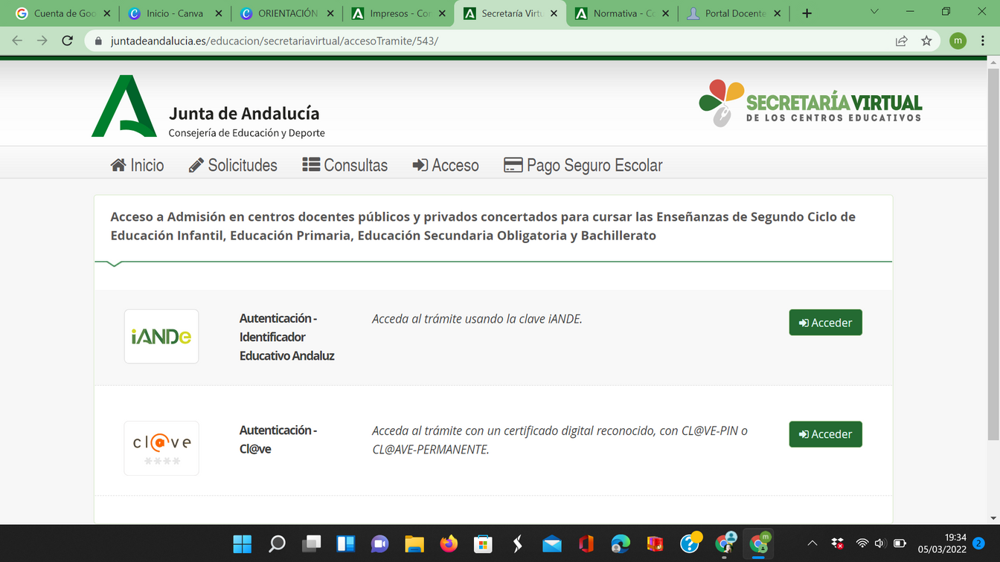 Cuenta de Goo
Inicio - Canva
ORIENTACIÓN
Impresos - Con
Secretaría Virtu
Normativa - Co
Portal Docente
juntadeandalucia.es/educacion/secretariavirtual/accesoTramite/543/
m
Junta de Andalucía
Consejería de Educación y Deporte
SECRETARÍA VIRTUAL
DE LOS CENTROS EDUCATIVOS
Inicio
Solicitudes
Consultas
Acceso
Pago Seguro Escolar
Acceso a Admisión en centros docentes públicos y privados concertados para cursar las Enseñanzas de Segundo Ciclo de
Educación Infantil, Educación Primaria, Educación Secundaria Obligatoria y Bachillerato
iANDe
Autenticación -
Identificador
Educativo Andaluz
Acceda al trámite usando la clave iANDE.
Acceder
cl@ve
****
Autenticación -
Cl@ve
Acceda al trámite con un certificado digital reconocido, con CL@VE-PIN o
CL@AVE-PERMANENTE.
Acceder
m
19:34
05/03/2022
2